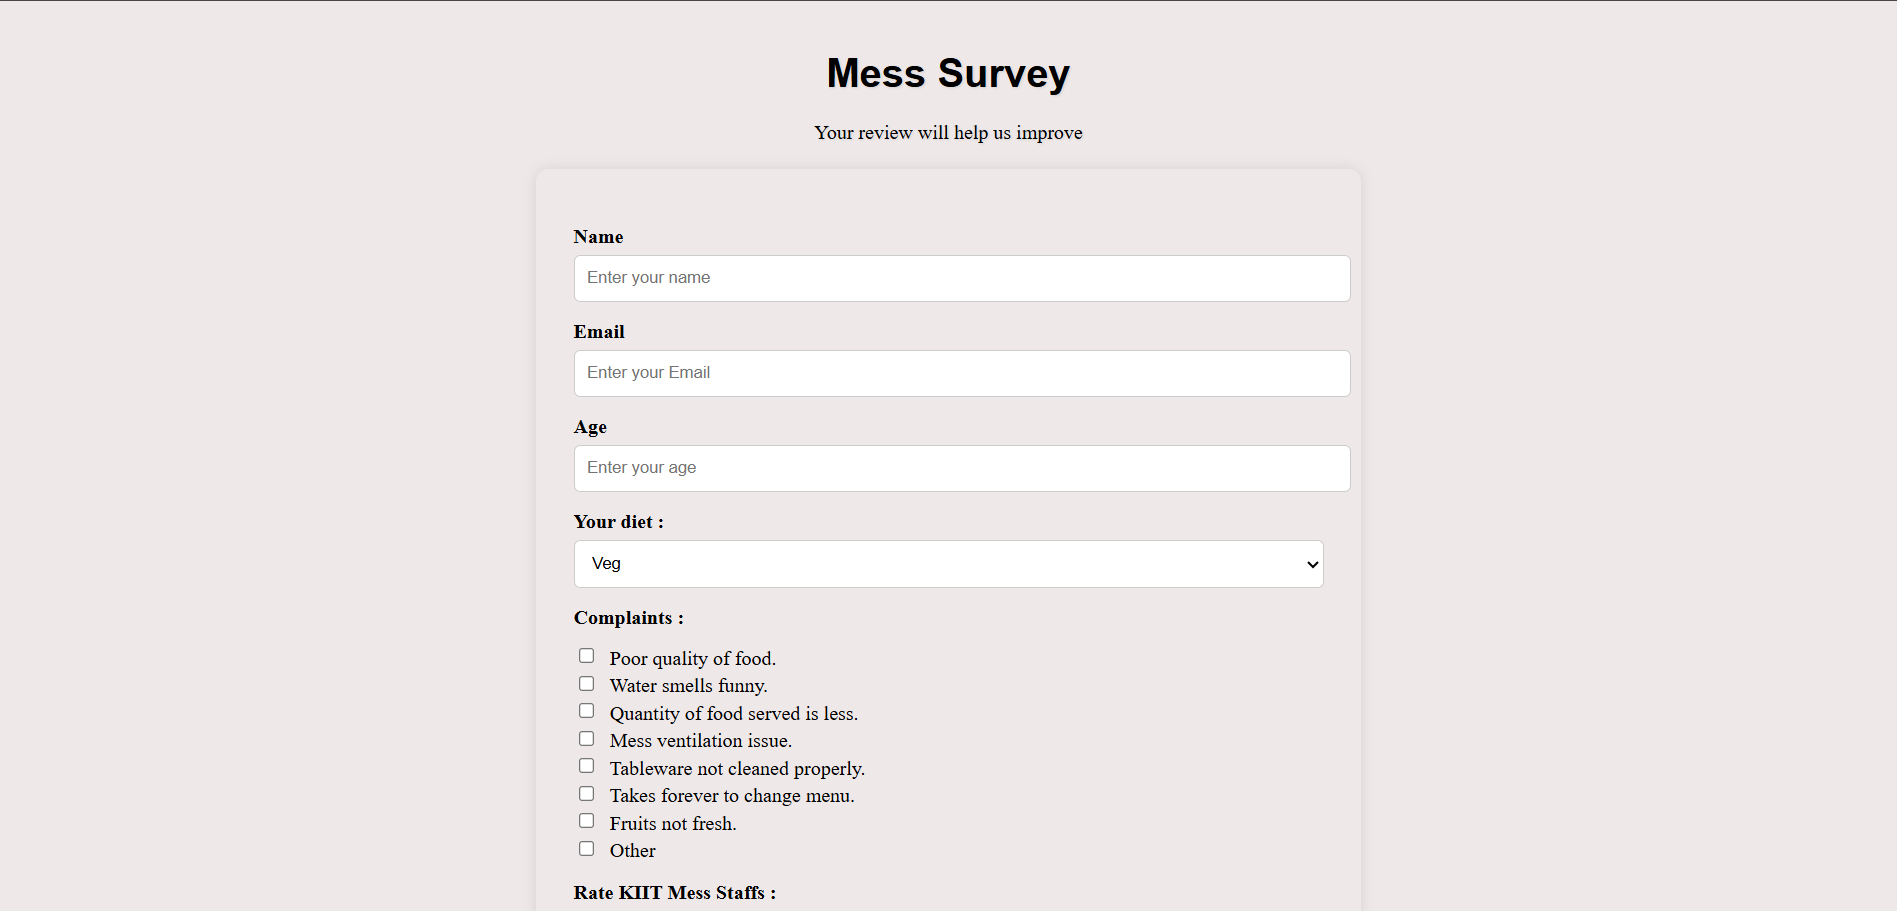 Mess Survey
Your review will help us improve
Name
Enter your name
Email
Enter your Email
Age
Enter your age
Your diet :
Veg
Complaints :
Poor quality of food.
Water smells funny.
Quantity of food served is less.
Mess ventilation issue.
Tableware not cleaned properly.
Takes forever to change menu.
Fruits not fresh.
Other
Rate KIIT Mess Staffs :